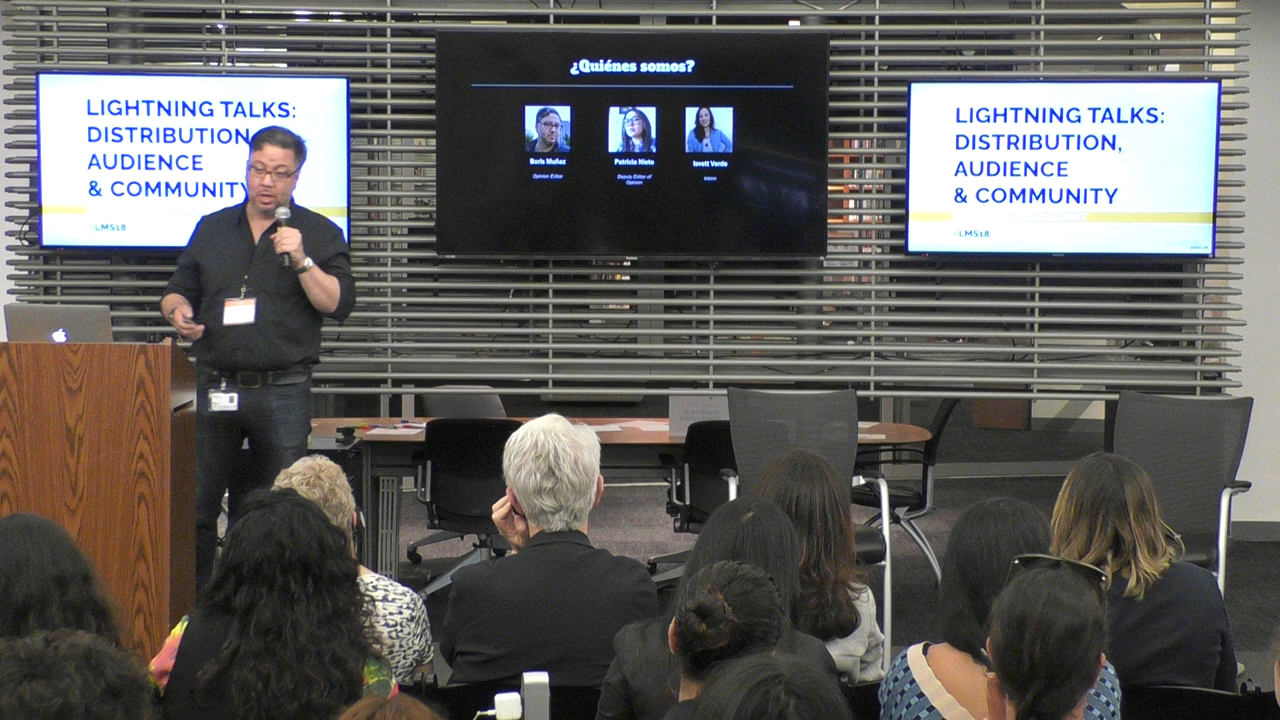 LIGHTNING TALKS:
DISTRIBUTION
AUDIENCE
& COMMUNITY
#LMS18
¿Quiénes somos?
Boris Muñoz
Opinion Editor
Patricia Nieto
Deputy Editor of
Opinion
Isvett Verde
Intern
LIGHTNING TALKS:
DISTRIBUTION,
AUDIENCE
& COMMUNITY
#LMS18